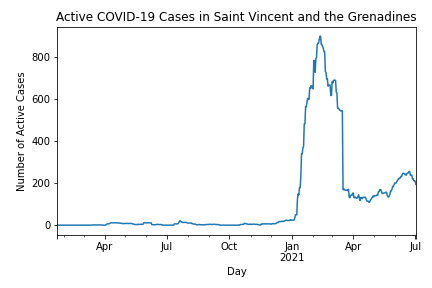 Active COVID-19 Cases in Saint Vincent and the Grenadines
Number of Active Cases
800
600
400
200
0
Apr Jul Oct Jan Apr Jul
2021
Day